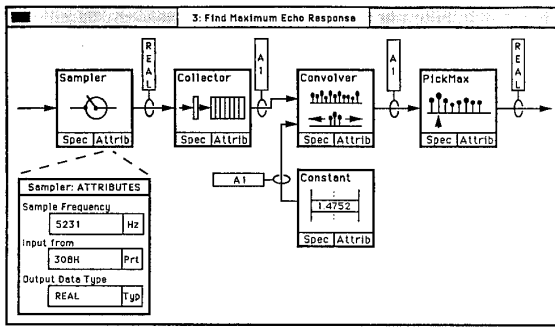 3: Find Maximum Echo Response
REAL
A1
A1
REAL
Sampler
Collector
Convolver
PickMax
Spec Attrib
Spec Attrib
Spec Attrib
Spec Attrib
A1
Constant
1.4752
Spec Attrib
Sampler: ATTRIBUTES
Sample Frequency
5231 Hz
Input from
308H Prt
Output Data Type
REAL Typ